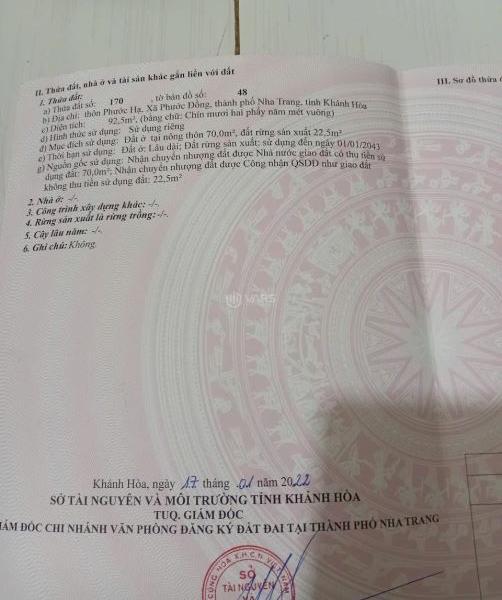 II. Thửa đất, nhà ở và tài sản khác gắn liền với đất
1. Thửa đất:
a) Thửa đất số: 170 , tờ bản đồ số: 48
b) Địa chỉ: thôn Phước Hạ, Xã Phước Đồng, thành phố Nha Trang, tỉnh Khánh Hòa
c) Diện tích: 92,5m², (bằng chữ: Chín mươi hai phẩy năm mét vuông)
d) Hình thức sử dụng: Sử dụng riêng
đ) Mục đích sử dụng: Đất ở tại nông thôn 70,0m²; đất rừng sản xuất 22,5m²
e) Thời hạn sử dụng: Đất ở: Lâu dài; Đất rừng sản xuất: sử dụng đến ngày 01/01/2043
g) Nguồn gốc sử dụng: Nhận chuyển nhượng đất được Nhà nước giao đất có thu tiền sử
dụng đất: 70,0m²; Nhận chuyển nhượng đất được Công nhận QSDĐ như giao đất
không thu tiền sử dụng đất: 22,5m²
2. Nhà ở: -/-.
3. Công trình xây dựng khác: -/-.
4. Rừng sản xuất là rừng trồng: -/-.
5. Cây lâu năm: -/-.
6. Ghi chú: Không.
III. Sơ đồ thửa
VARS
Khánh Hòa, ngày 17 tháng 01 năm 2022
SỞ TÀI NGUYÊN VÀ MÔI TRƯỜNG TỈNH KHÁNH HÒA
TUQ. GIÁM ĐỐC
IÁM ĐỐC CHI NHÁNH VĂN PHÒNG ĐĂNG KÝ ĐẤT ĐAI TẠI THÀNH PHỐ NHA TRANG
CỘNG HÒA X.H.C.N VIỆT NAM
SỞ
TÀI NGUYÊN
VÀ